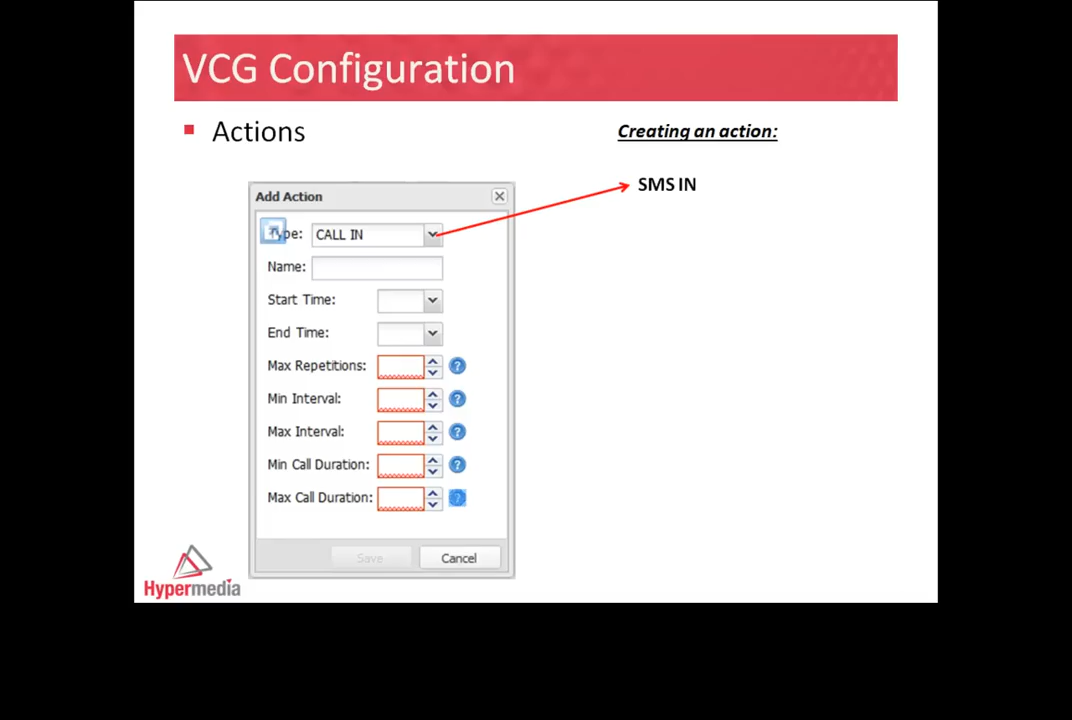 VCG Configuration
Actions
Creating an action:
SMS IN
Add Action
ype: CALL IN
Name:
Start Time:
End Time:
Max Repetitions: ?
Min Interval: ?
Max Interval: ?
Min Call Duration: ?
Max Call Duration: ?
Save Cancel
Hypermedia